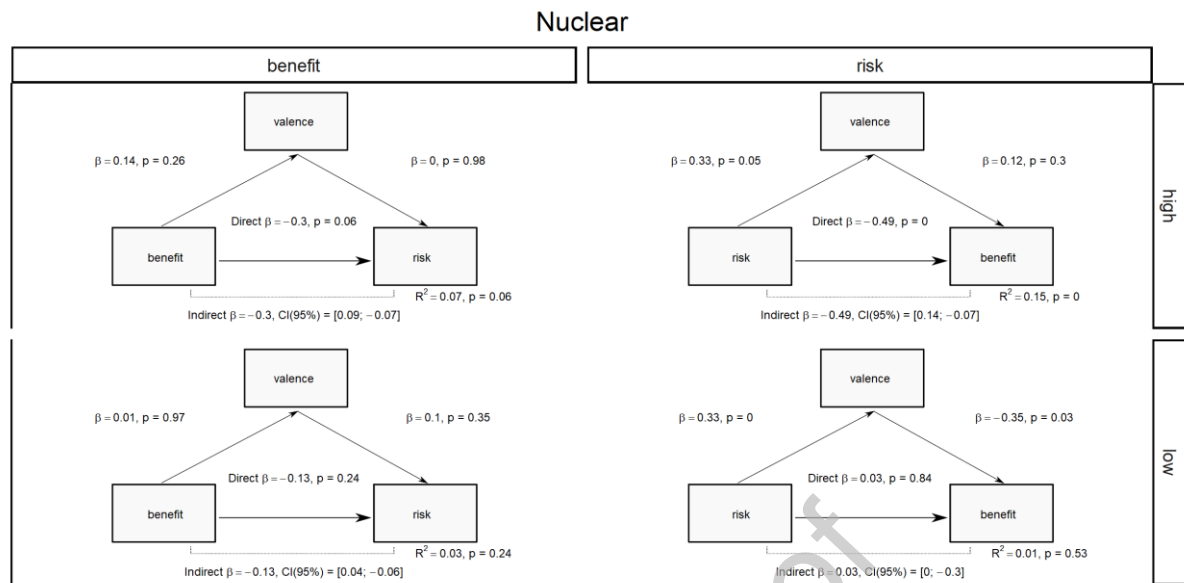 Nuclear
benefit
risk
high
valence
β = 0.14, p = 0.26
β = 0, p = 0.98
Direct β = −0.3, p = 0.06
benefit
risk
R² = 0.07, p = 0.06
Indirect β = −0.3, CI(95%) = [0.09; −0.07]
valence
β = 0.33, p = 0.05
β = 0.12, p = 0.3
Direct β = −0.49, p = 0
risk
benefit
R² = 0.15, p = 0
Indirect β = −0.49, CI(95%) = [0.14; −0.07]
low
valence
β = 0.01, p = 0.97
β = 0.1, p = 0.35
Direct β = −0.13, p = 0.24
benefit
risk
R² = 0.03, p = 0.24
Indirect β = −0.13, CI(95%) = [0.04; −0.06]
valence
β = 0.33, p = 0
β = −0.35, p = 0.03
Direct β = 0.03, p = 0.84
risk
benefit
R² = 0.01, p = 0.53
Indirect β = 0.03, CI(95%) = [0; −0.3]
of